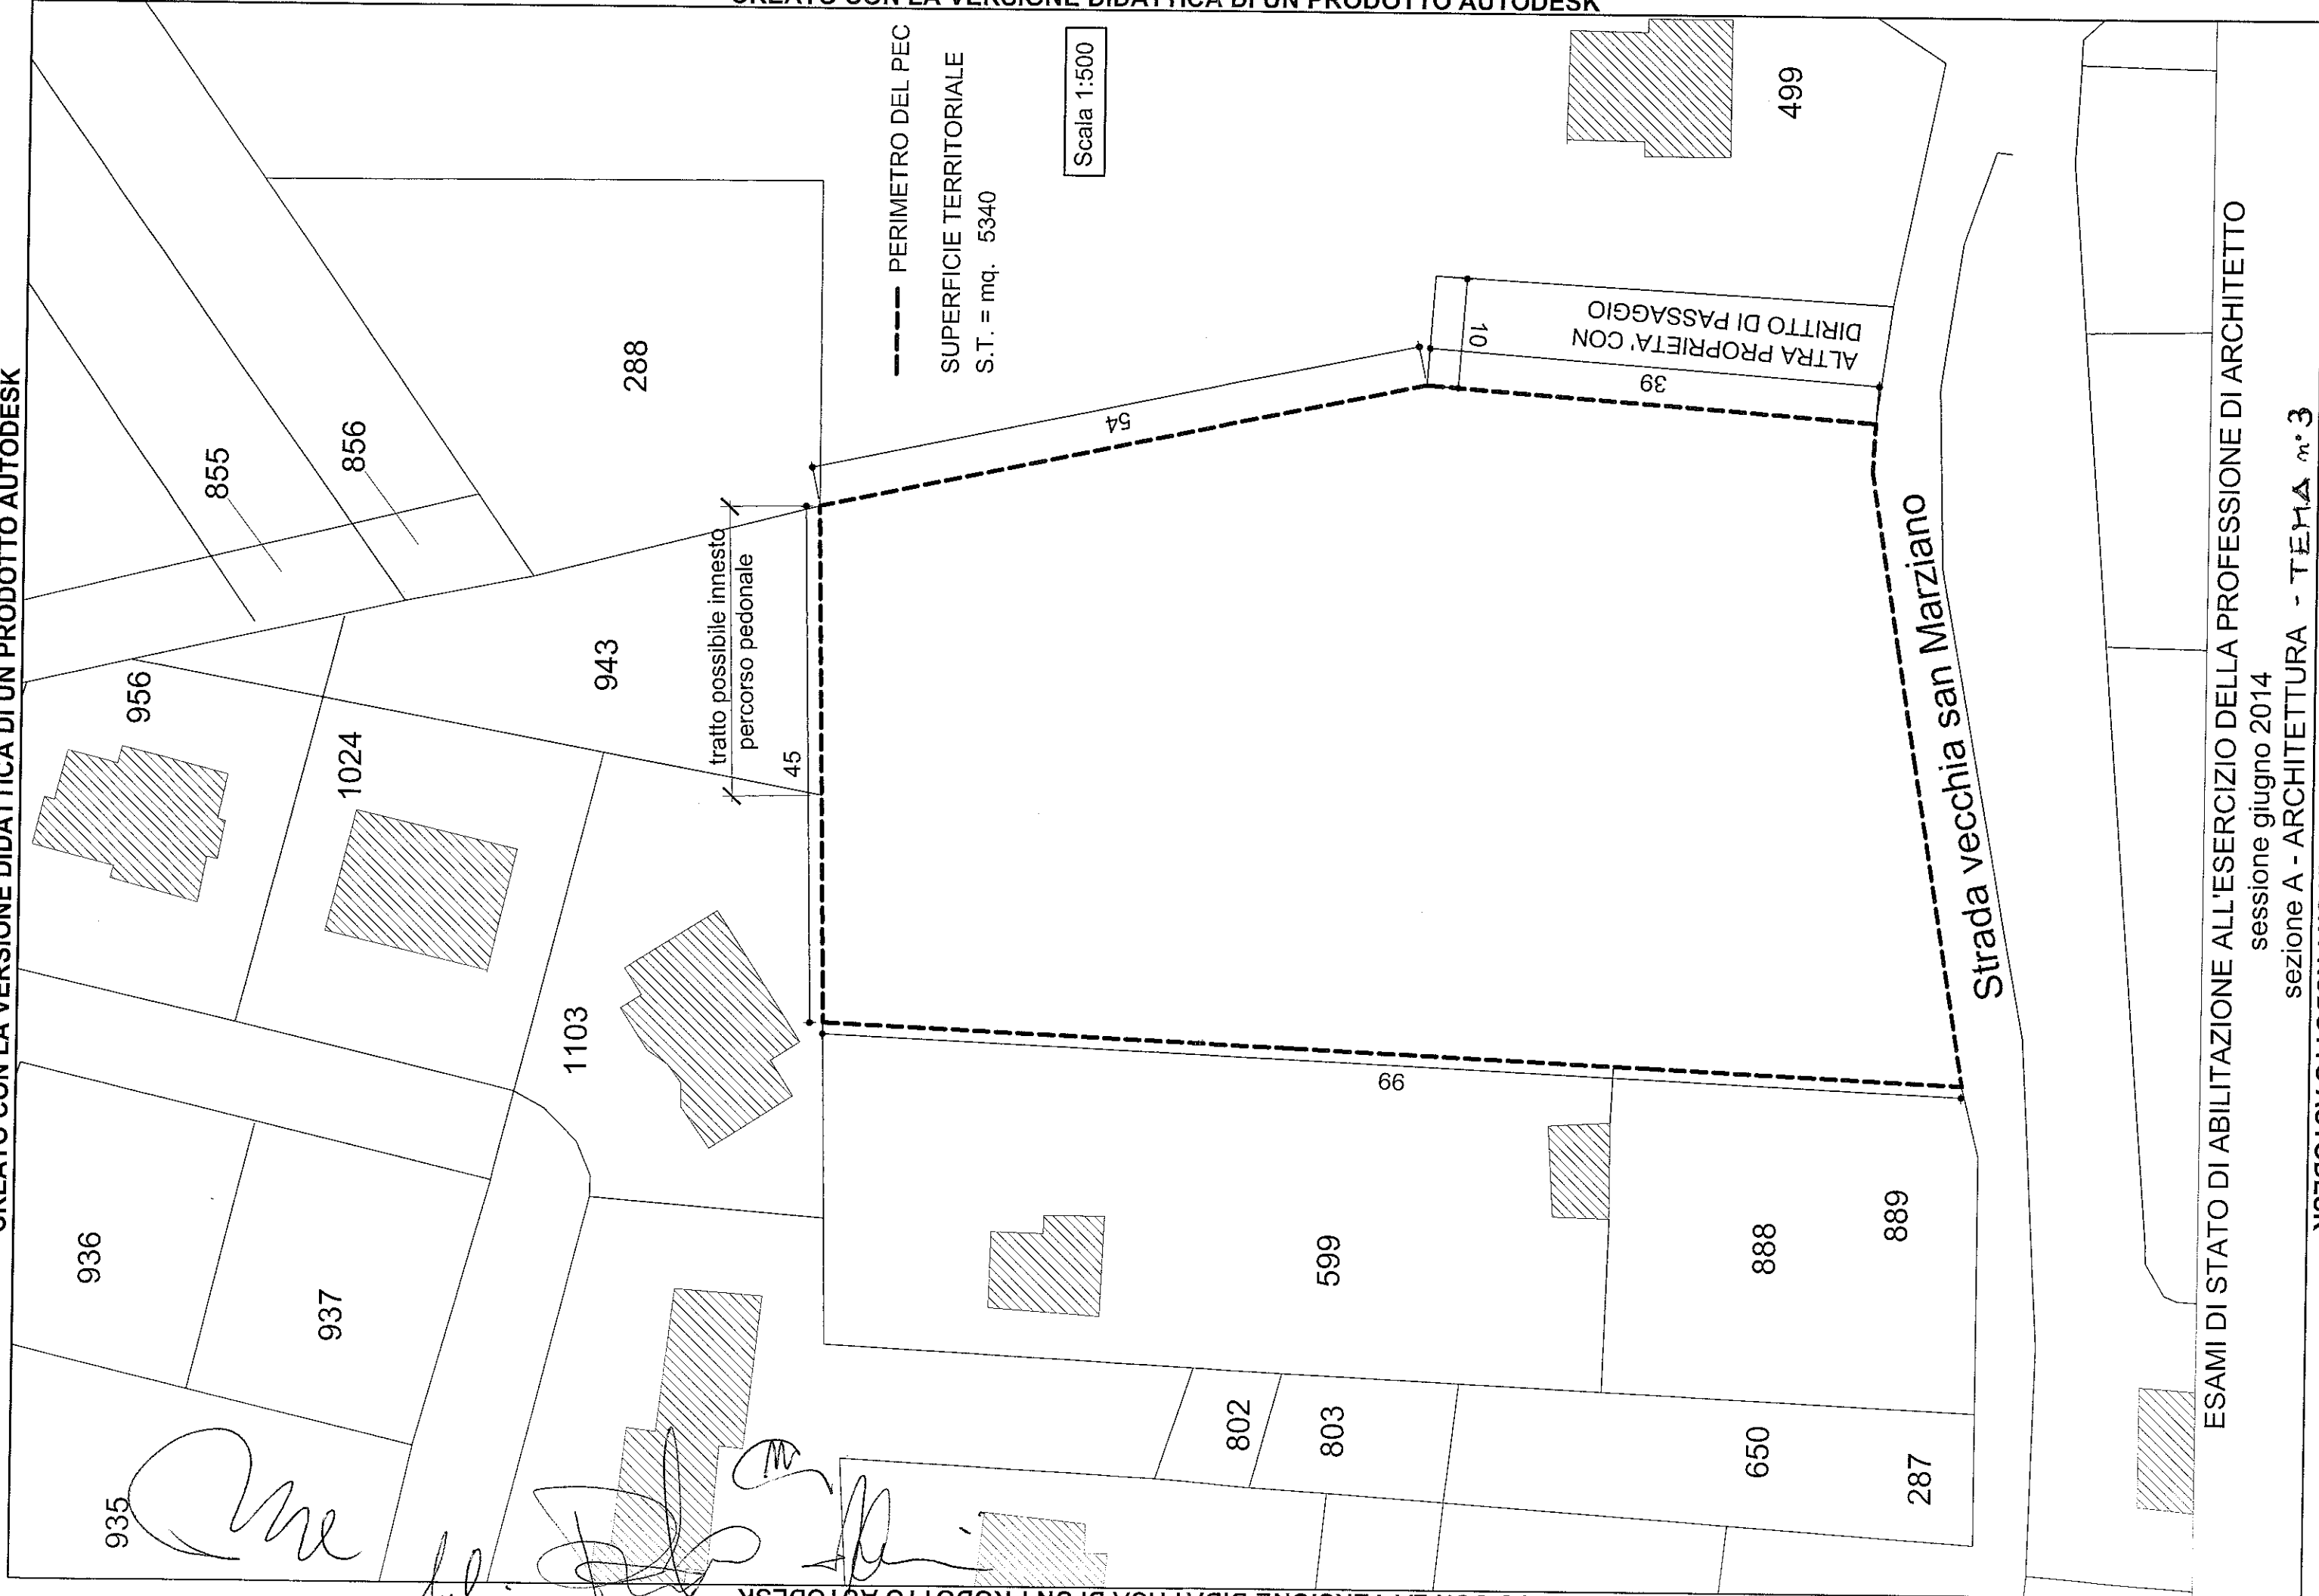 CREATO CON LA VERSIONE DIDATTICA DI UN PRODOTTO AUTODESK
CREATO CON LA VERSIONE DIDATTICA DI UN PRODOTTO AUTODESK
PERIMETRO DEL PEC
SUPERFICIE TERRITORIALE
S.T. = mq. 5340
Scala 1:500
499
288
855
856
956
1024
943
1103
936
937
935
tratto possibile innesto
percorso pedonale
45
54
10
39
99
ALTRA PROPRIETA' CON
DIRITTO DI PASSAGGIO
Strada vecchia san Marziano
599
888
889
802
803
650
287
ESAMI DI STATO DI ABILITAZIONE ALL'ESERCIZIO DELLA PROFESSIONE DI ARCHITETTO
sessione giugno 2014
sezione A - ARCHITETTURA - TEMA n° 3